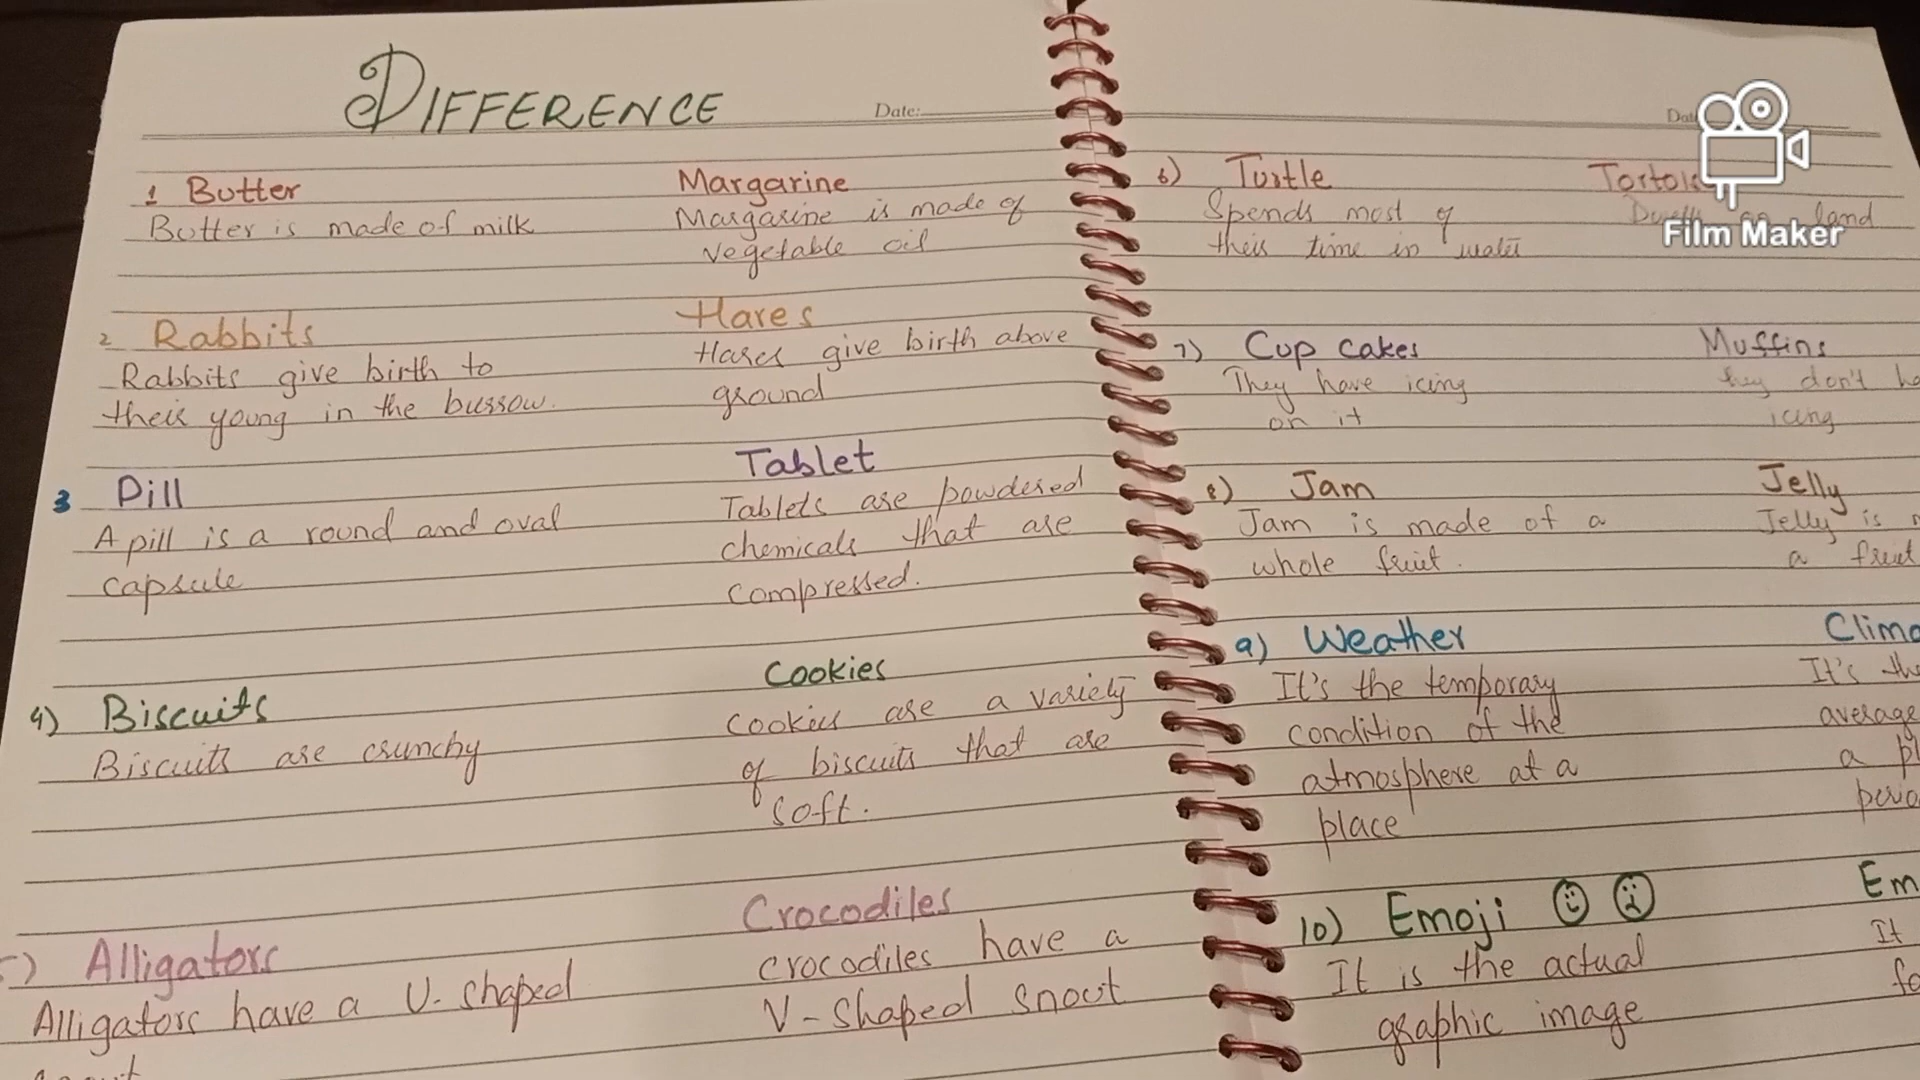 DIFFERENCE
Date:
1 Butter
Margarine
Butter is made of milk
Margarine is made of
vegetable oil
2 Rabbits
Hares
Rabbits give birth to
their young in the burrow.
Hares give birth above
ground
3 Pill
Tablet
A pill is a round and oval
capsule
Tablets are powdered
chemicals that are
compressed.
4) Biscuits
Cookies
Biscuits are crunchy
Cookies are a variety
of biscuits that are
soft.
5) Alligators
Crocodiles
Alligators have a U-shaped
crocodiles have a
V-shaped snout
6) Turtle
Spends most of
their time in water
land
Film Maker
7) Cup cakes
Muffins
They have icing
on it
don't
icing
8) Jam
Jelly
Jam is made of a
whole fruit.
Jelly is
a fruit
9) Weather
It's the temporary
condition of the
atmosphere at a
place
It's
average
a
10) Emoji
It is the actual
graphic image
It